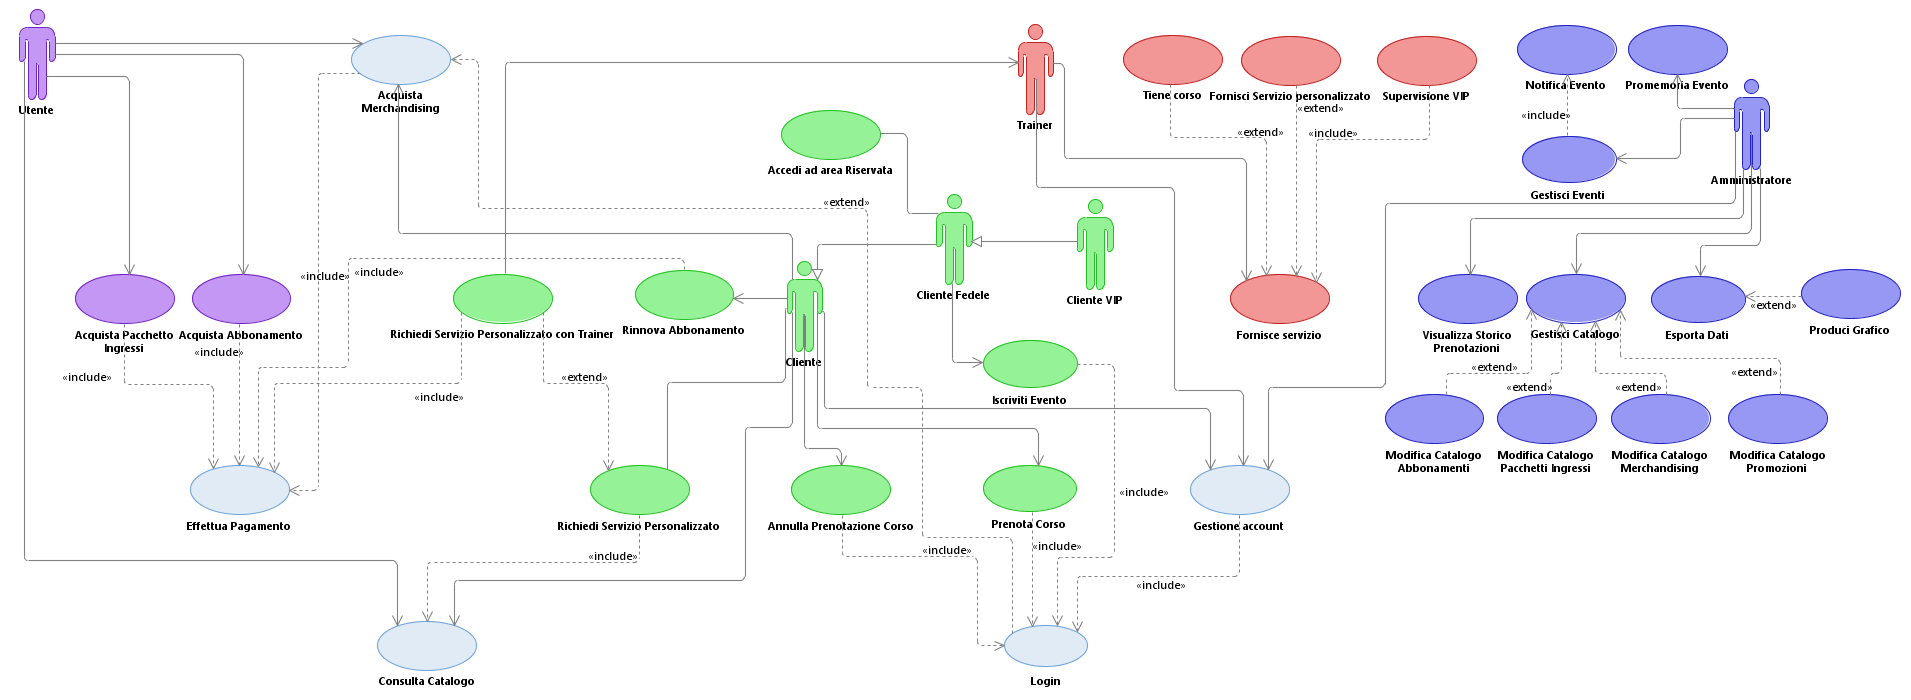 Utente
Acquista
Merchandising
Trainer
Tiene corso
Fornisci Servizio personalizzato
Supervisione VIP
«extend»
«extend»
«include»
Notifica Evento
Promemoria Evento
«include»
Gestisci Eventi
Amministratore
Accedi ad area Riservata
«extend»
Cliente Fedele
Cliente VIP
«include»
«include»
Acquista Pacchetto
Ingressi
Acquista Abbonamento
«include»
«include»
Richiedi Servizio Personalizzato con Trainer
Rinnova Abbonamento
Cliente
«extend»
«include»
Iscriviti Evento
Fornisce servizio
Visualizza Storico
Prenotazioni
Gestisci Catalogo
Esporta Dati
«extend»
Produci Grafico
«extend»
«extend»
«extend»
«extend»
Modifica Catalogo
Abbonamenti
Modifica Catalogo
Pacchetti Ingressi
Modifica Catalogo
Merchandising
Modifica Catalogo
Promozioni
Effettua Pagamento
Richiedi Servizio Personalizzato
Annulla Prenotazione Corso
Prenota Corso
Gestione account
«include»
«include»
«include»
«include»
«include»
Consulta Catalogo
Login